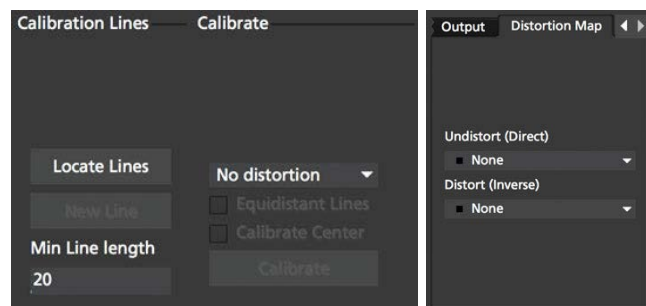 Calibration Lines
Calibrate
Locate Lines
New Line
Min Line length
20
No distortion
Equidistant Lines
Calibrate Center
Calibrate
Output
Distortion Map
Undistort (Direct)
None
Distort (Inverse)
None